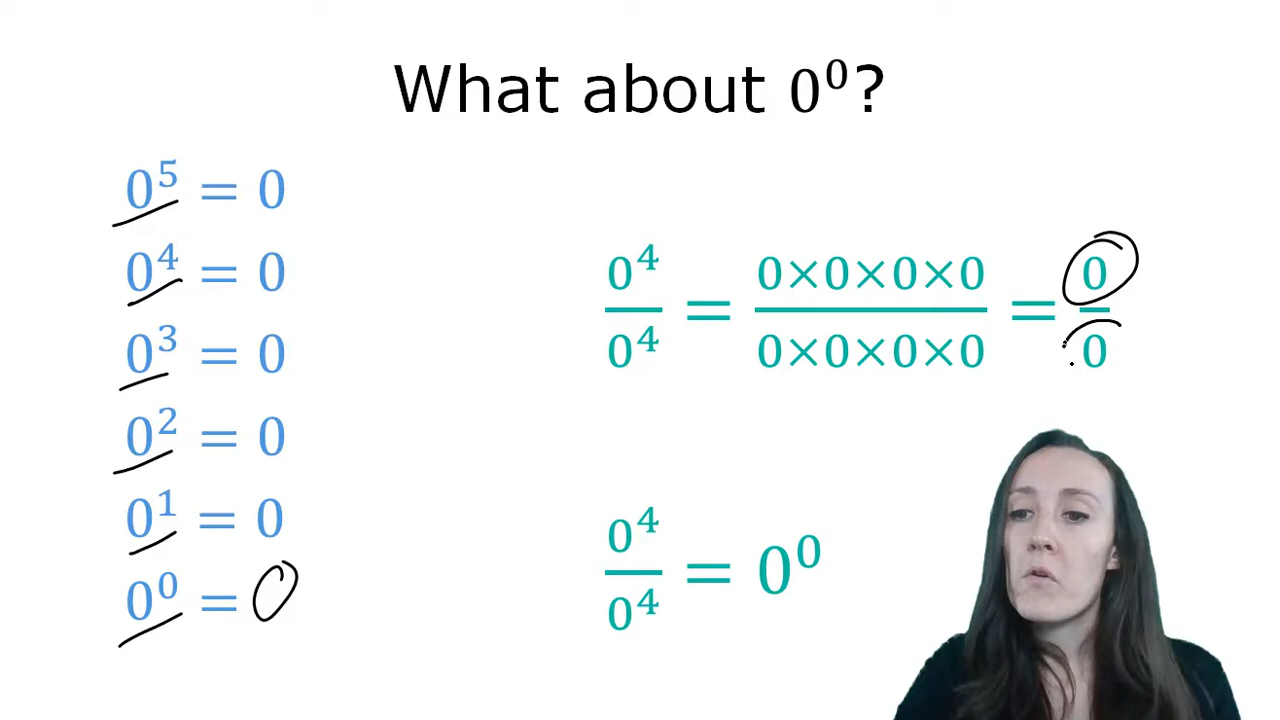 What about 0⁰?
0⁵ = 0
0⁴ = 0
0³ = 0
0² = 0
0¹ = 0
0⁰ = 0
0⁴/0⁴ = 0×0×0×0/0×0×0×0 = 0/0
0⁴/0⁴ = 0⁰